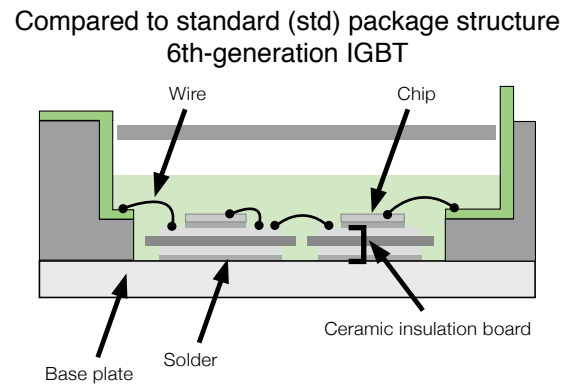 Compared to standard (std) package structure
6th-generation IGBT
Wire
Chip
Ceramic insulation board
Solder
Base plate